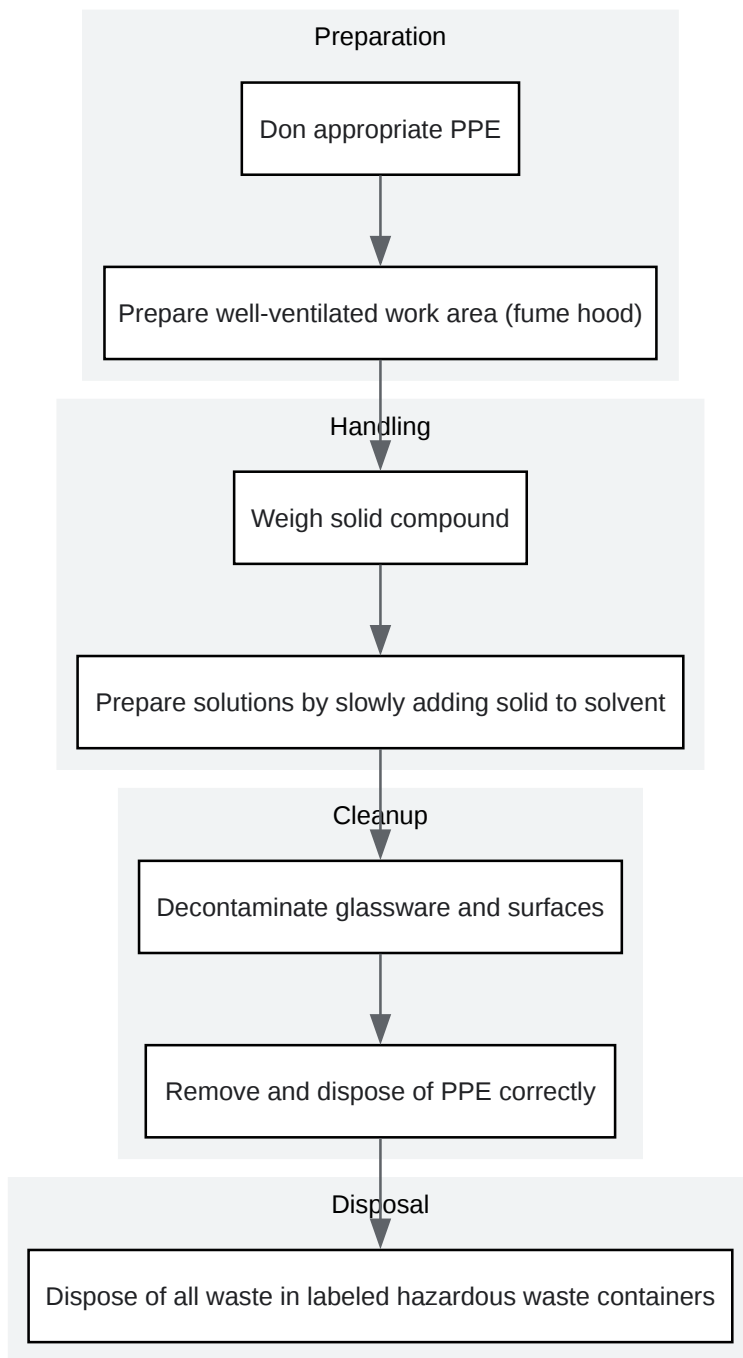 Preparation
Don appropriate PPE
Prepare well-ventilated work area (fume hood)
Handling
Weigh solid compound
Prepare solutions by slowly adding solid to solvent
Cleanup
Decontaminate glassware and surfaces
Remove and dispose of PPE correctly
Disposal
Dispose of all waste in labeled hazardous waste containers